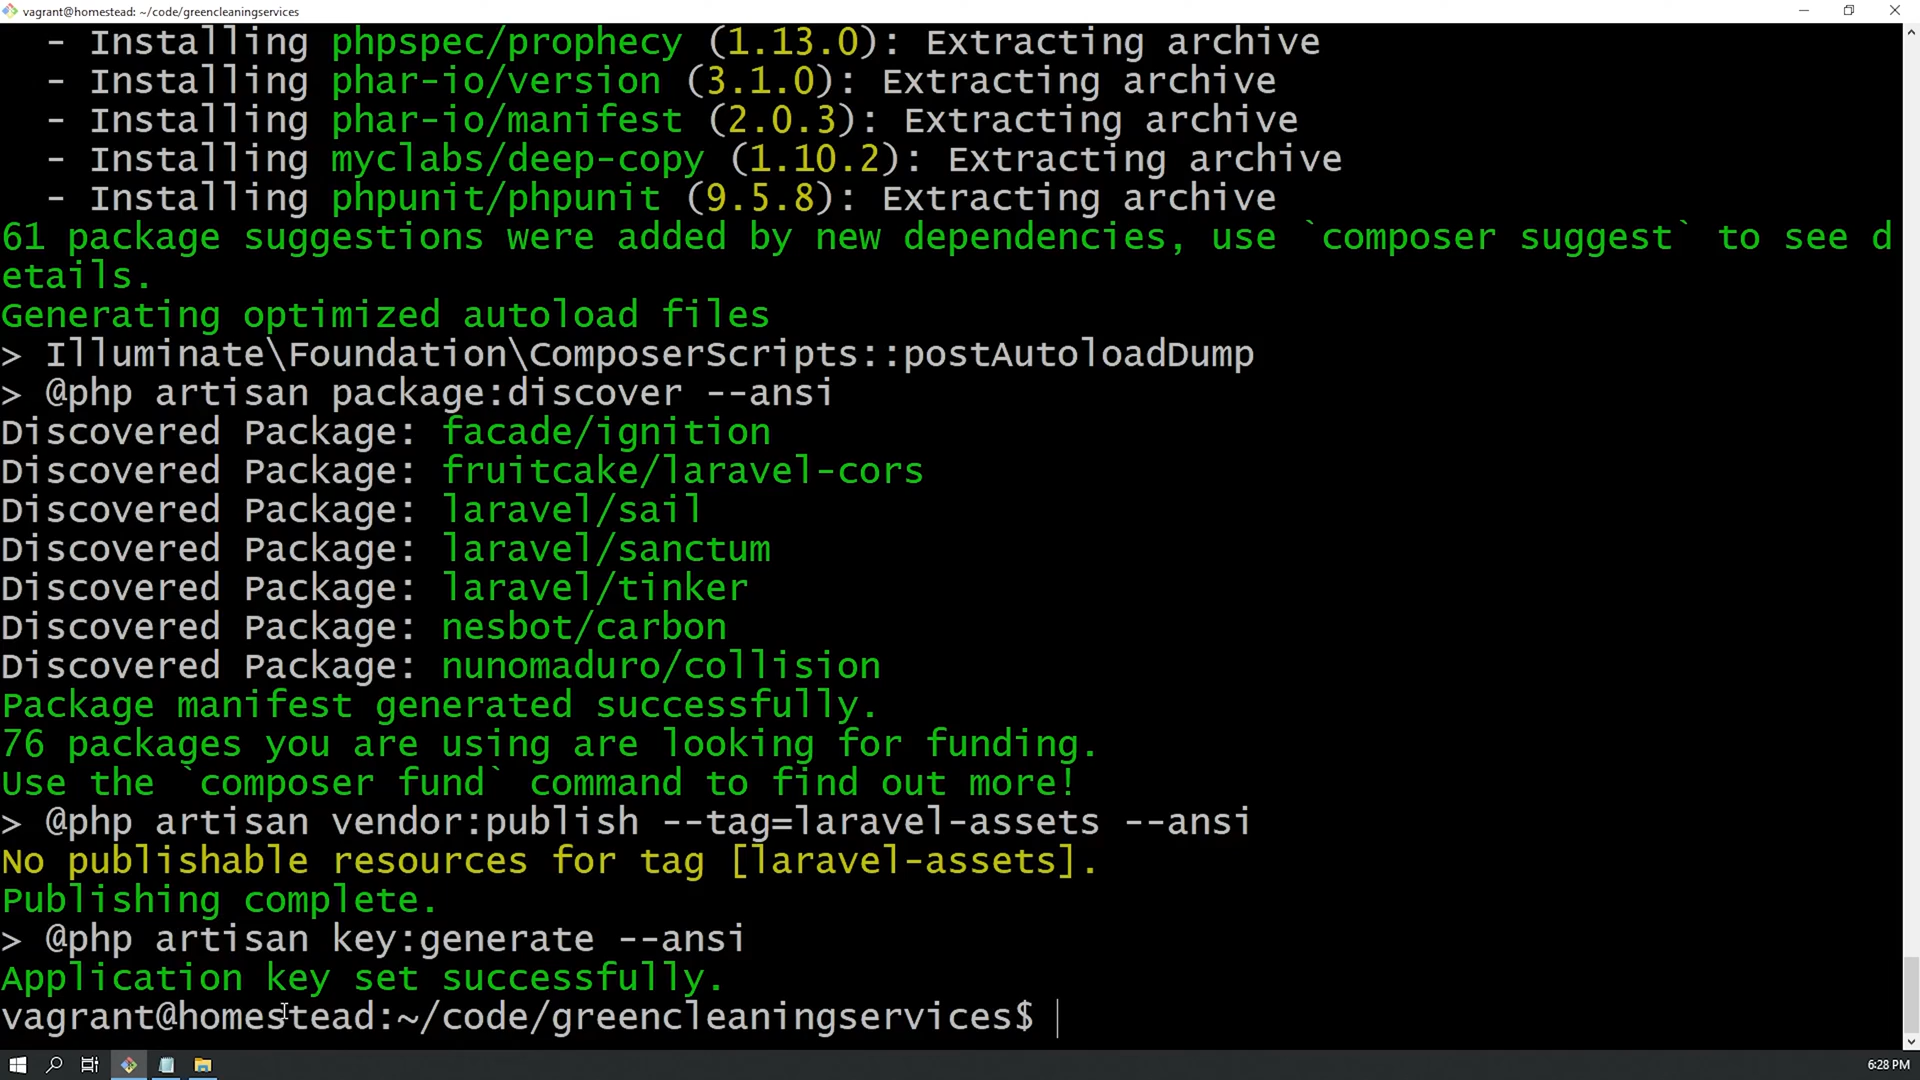 vagrant@homestead: ~/code/greencleaningservices
- Installing phpspec/prophecy (1.13.0): Extracting archive
- Installing phar-io/version (3.1.0): Extracting archive
- Installing phar-io/manifest (2.0.3): Extracting archive
- Installing myclabs/deep-copy (1.10.2): Extracting archive
- Installing phpunit/phpunit (9.5.8): Extracting archive
61 package suggestions were added by new dependencies, use `composer suggest` to see d
etails.
Generating optimized autoload files
> Illuminate\Foundation\ComposerScripts::postAutoloadDump
> @php artisan package:discover --ansi
Discovered Package: facade/ignition
Discovered Package: fruitcake/laravel-cors
Discovered Package: laravel/sail
Discovered Package: laravel/sanctum
Discovered Package: laravel/tinker
Discovered Package: nesbot/carbon
Discovered Package: nunomaduro/collision
Package manifest generated successfully.
76 packages you are using are looking for funding.
Use the `composer fund` command to find out more!
> @php artisan vendor:publish --tag=laravel-assets --ansi
No publishable resources for tag [laravel-assets].
Publishing complete.
> @php artisan key:generate --ansi
Application key set successfully.
vagrant@homestead:~/code/greencleaningservices$
6:28 PM